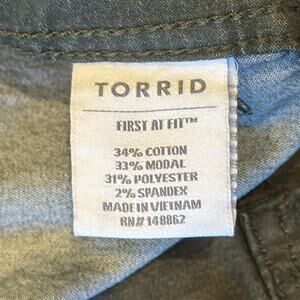 TORRID
FIRST AT FIT™
34% COTTON
33% MODAL
31% POLYESTER
2% SPANDEX
MADE IN VIETNAM
RN# 148862